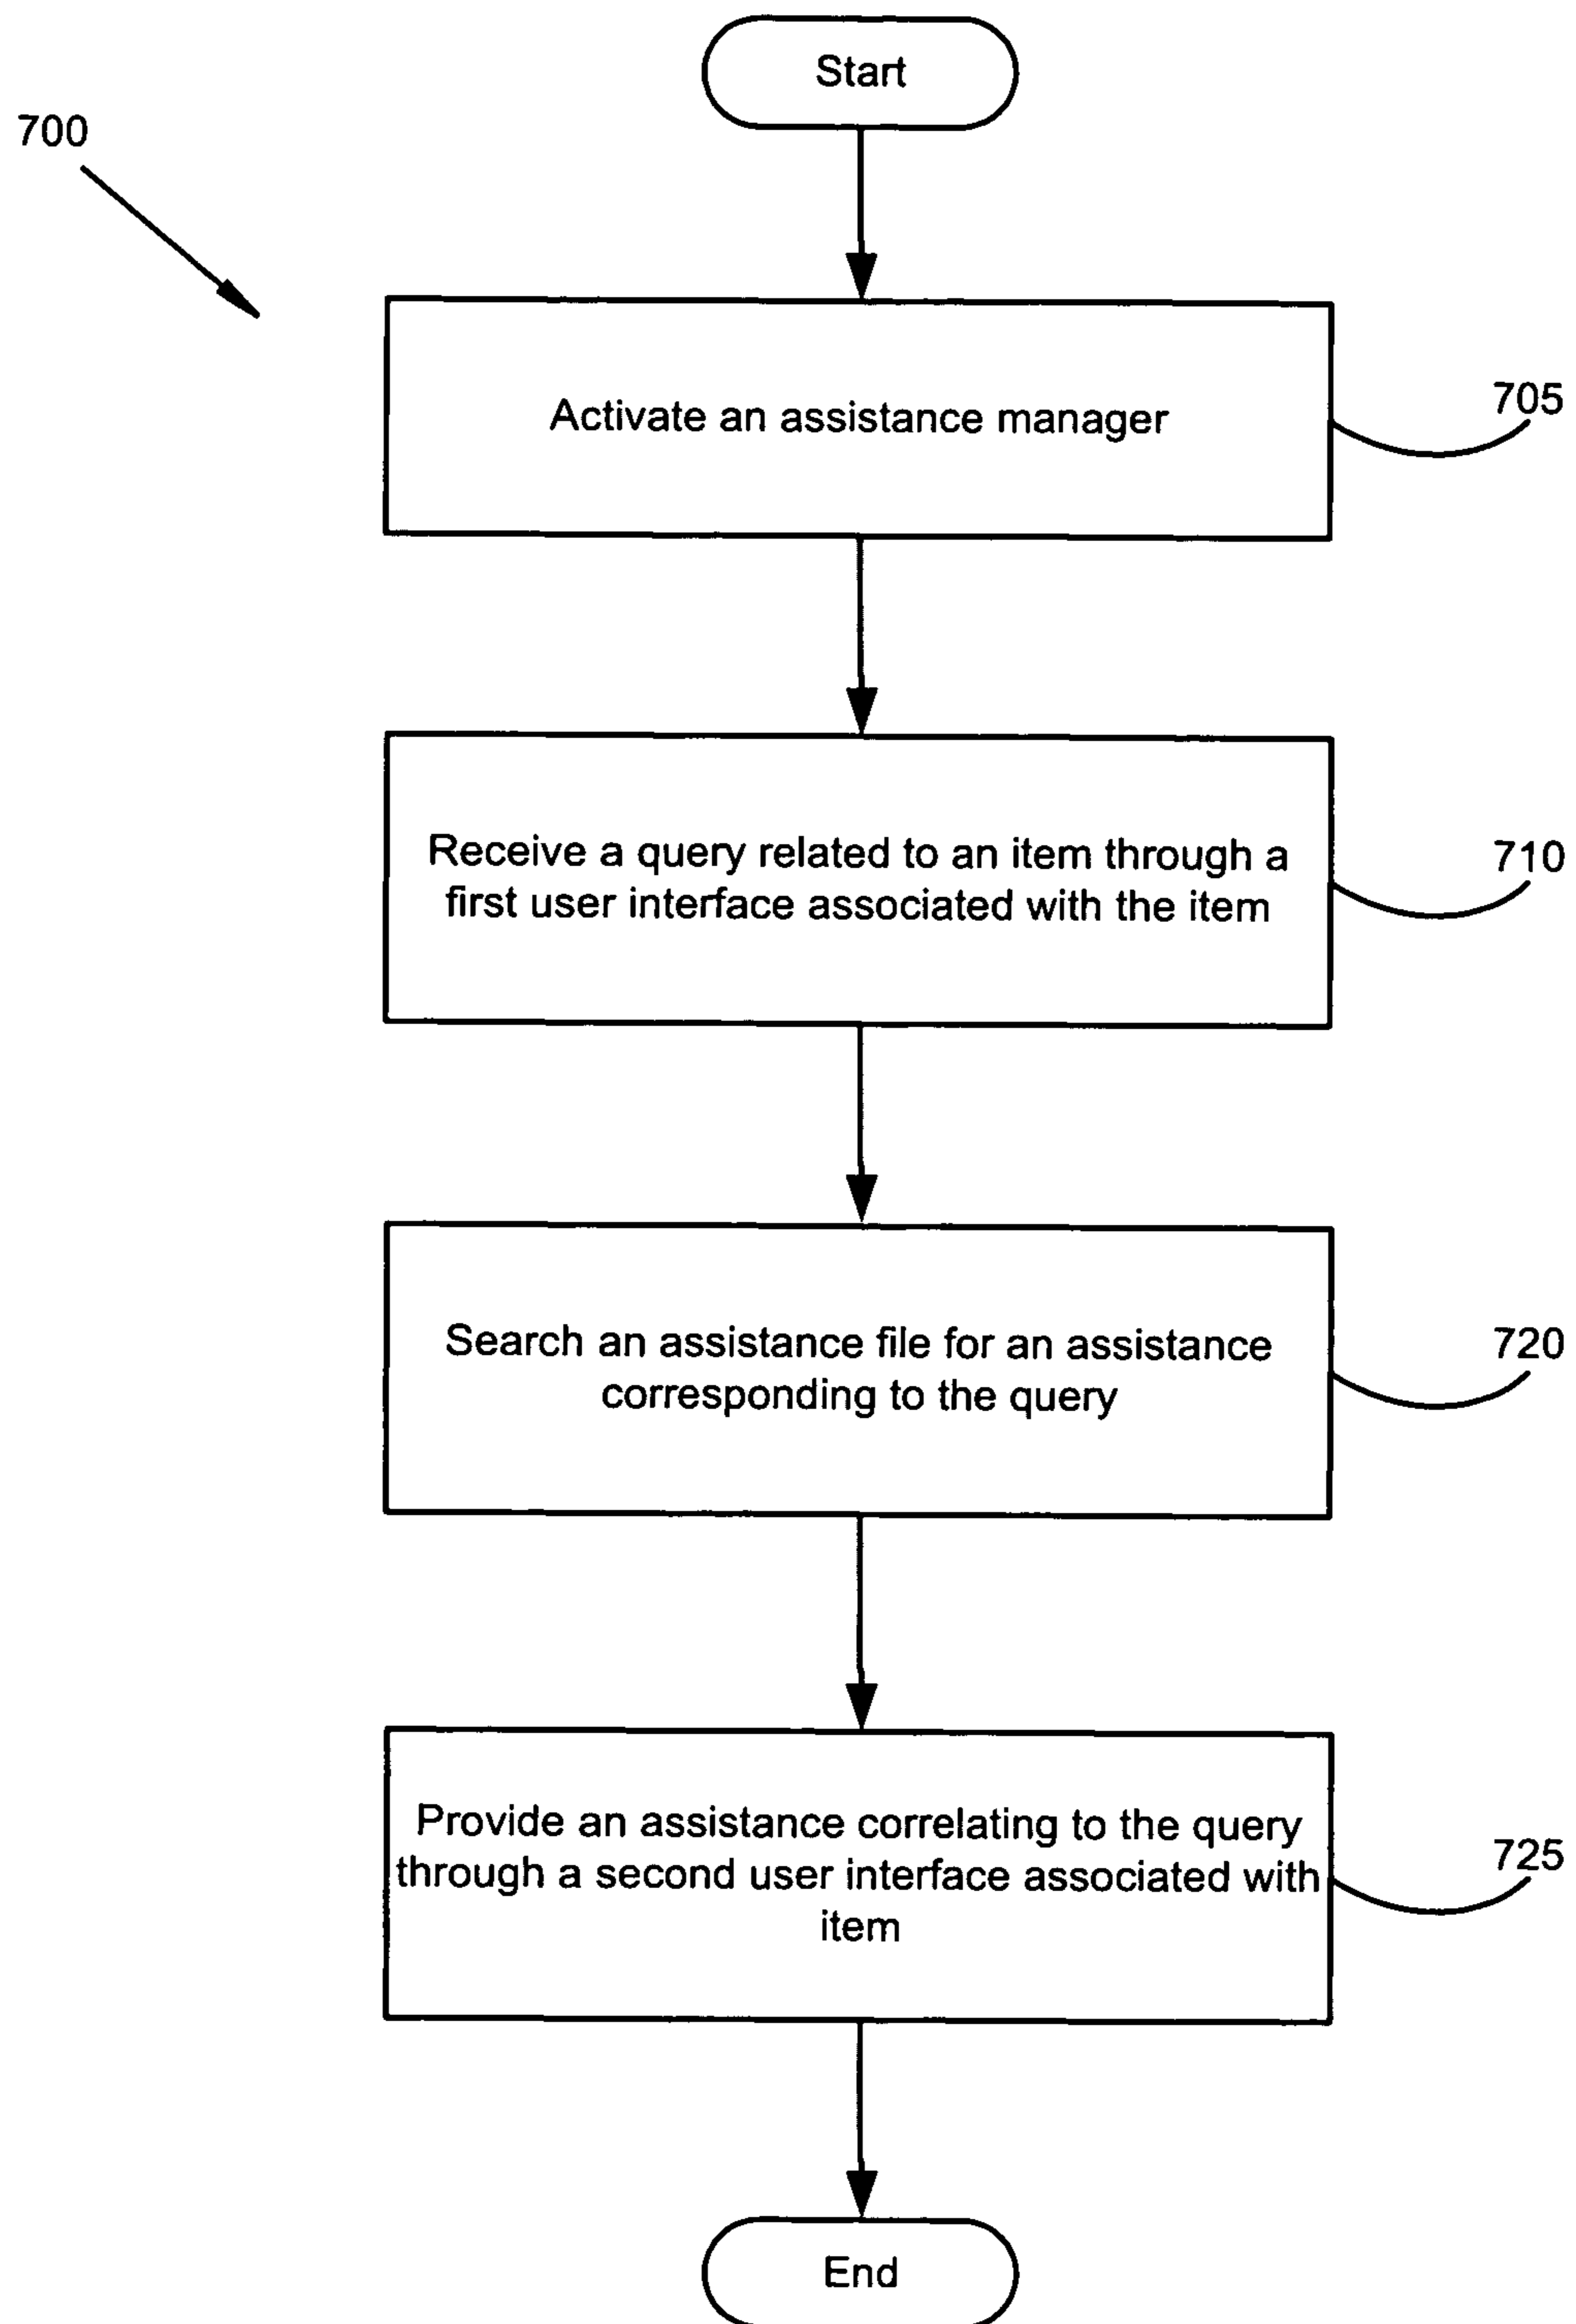 Start
700
Activate an assistance manager
705
Receive a query related to an item through a
first user interface associated with the item
710
Search an assistance file for an assistance
corresponding to the query
720
Provide an assistance correlating to the query
through a second user interface associated with
item
725
End